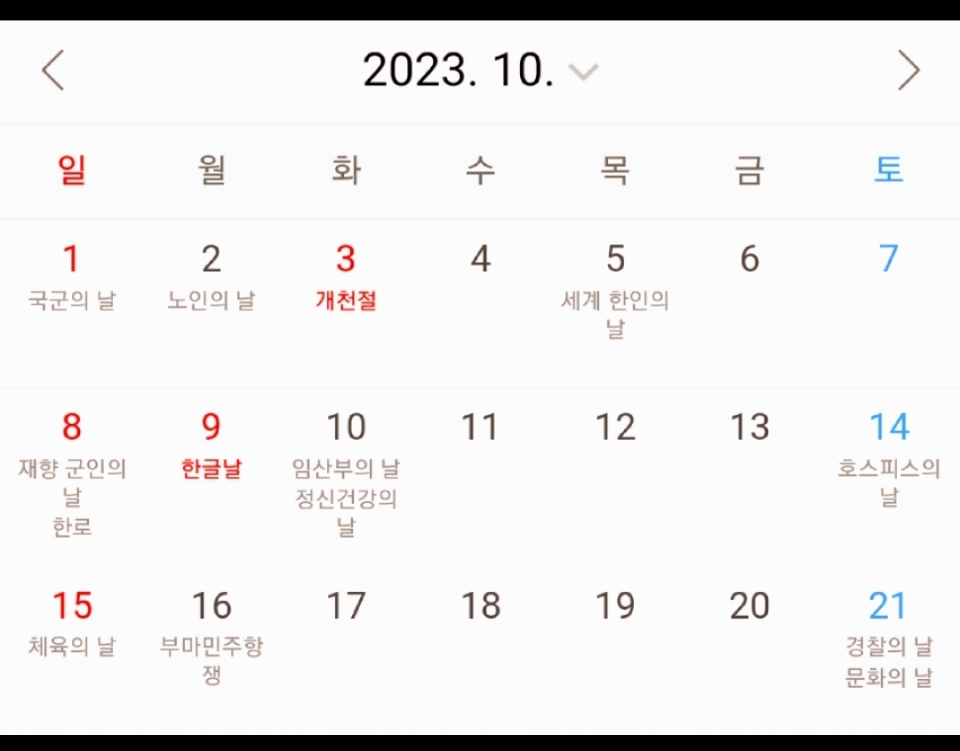 2023. 10.
일 월 화 수 목 금 토
1 2 3 4 5 6 7
국군의 날 노인의 날 개천절 세계 한인의
날
8 9 10 11 12 13 14
재향 군인의 한글날 임산부의 날 호스피스의
날 정신건강의 날
한로 날
15 16 17 18 19 20 21
체육의 날 부마민주항 경찰의 날
쟁 문화의 날